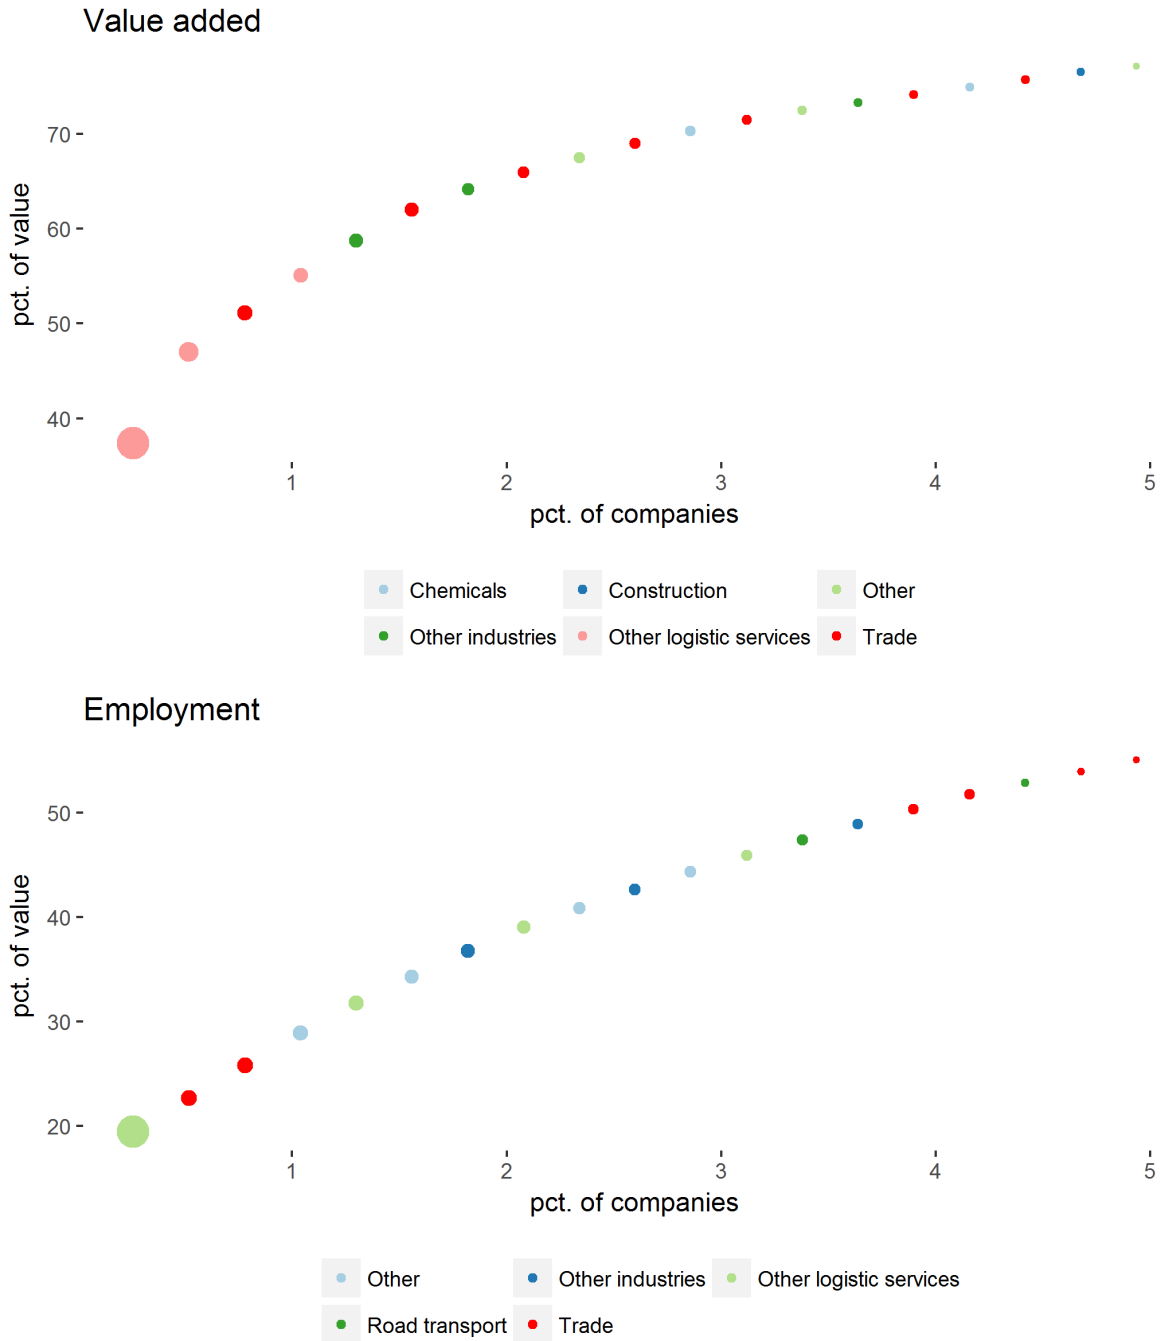 Value added
pct. of value
70
60
50
40
1 2 3 4 5
pct. of companies
Chemicals Construction Other
Other industries Other logistic services Trade
Employment
pct. of value
50
40
30
20
1 2 3 4 5
pct. of companies
Other Other industries Other logistic services
Road transport Trade